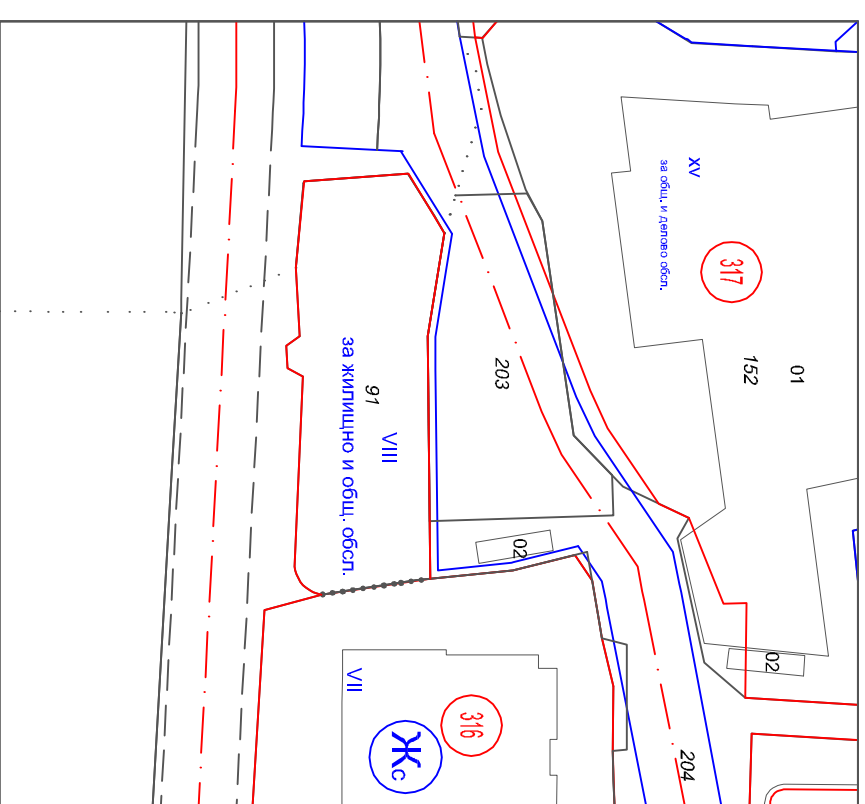 XV
за общ. и делово обсл.
317
01
152
203
91
VIII
за жилищно и общ. обсл.
02
02
VII
316
Жс
204